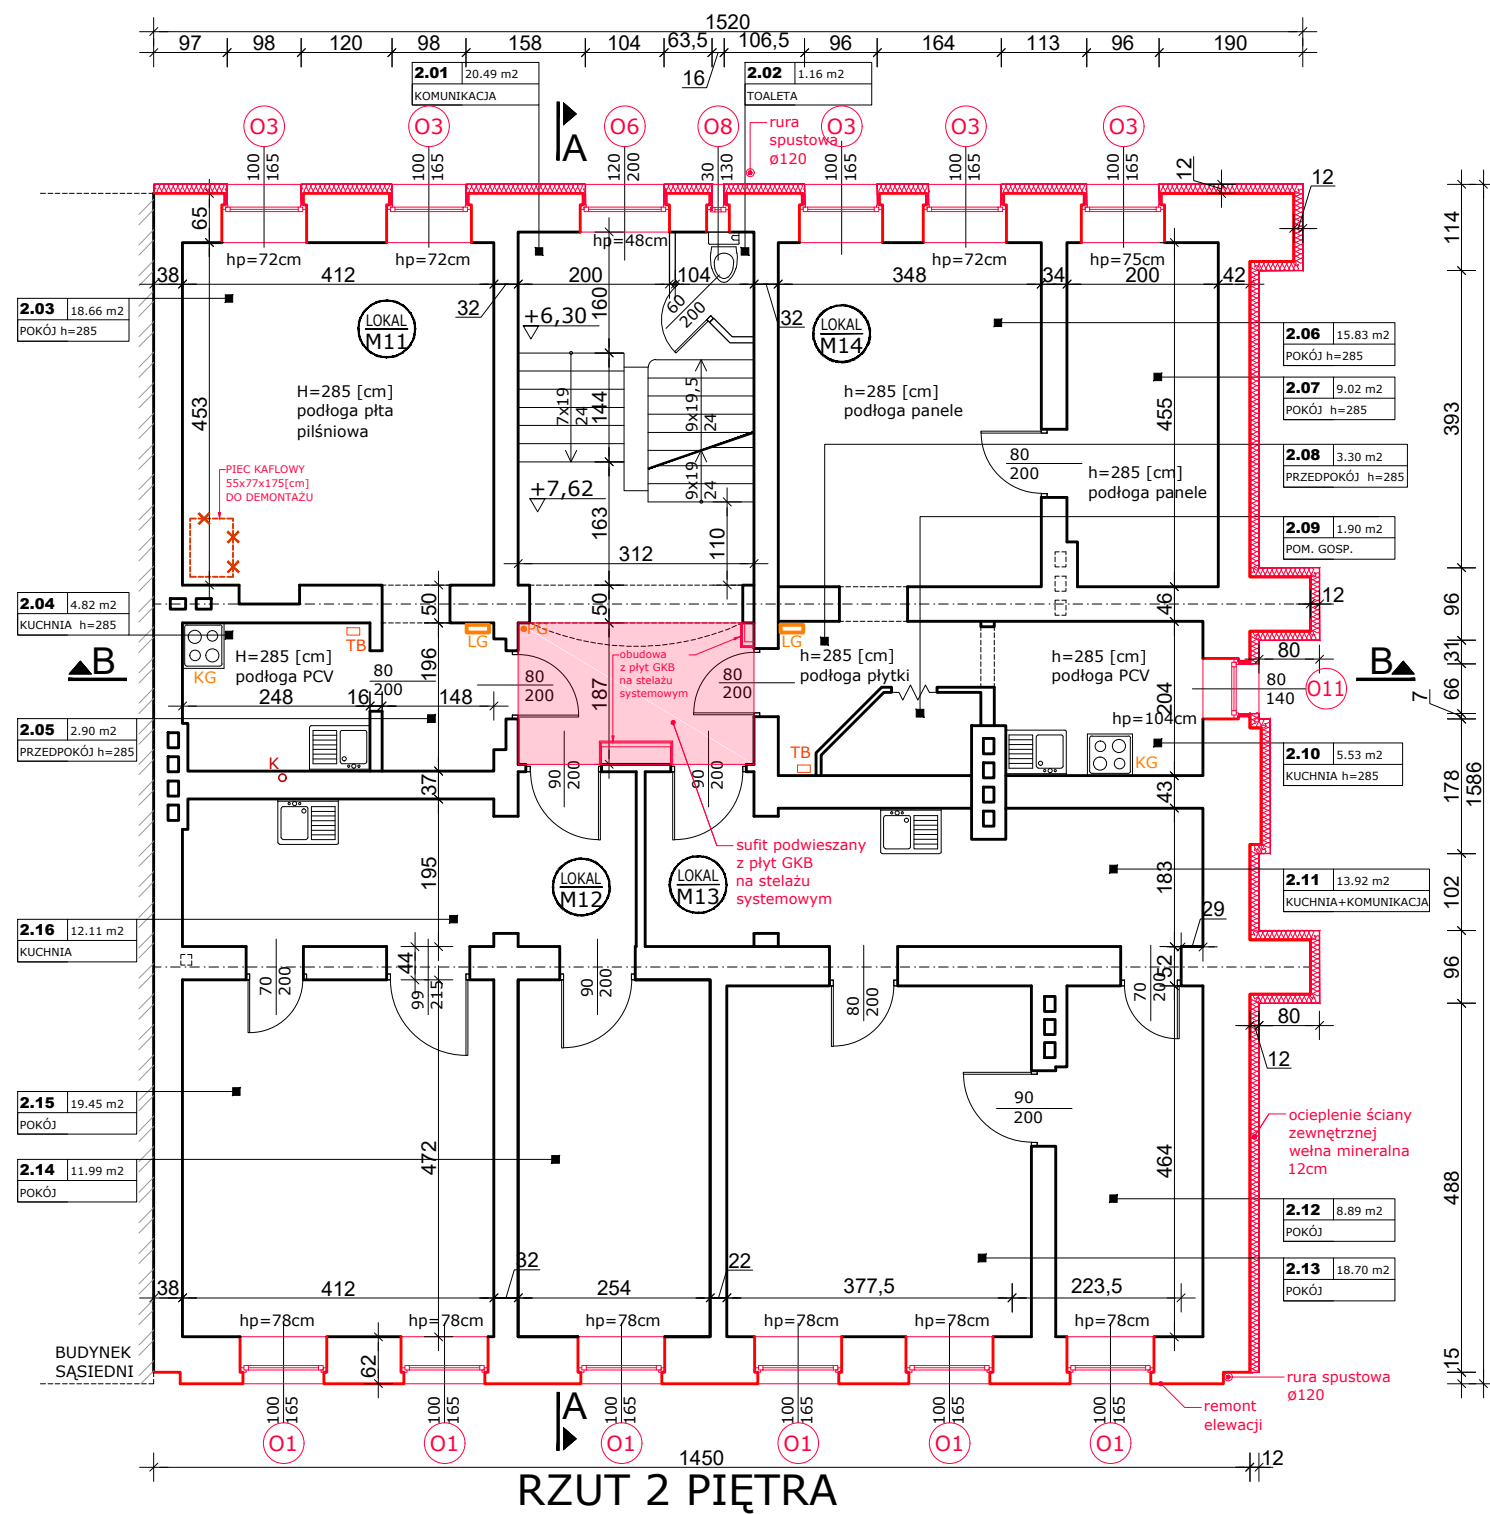 1520
97 98 120 98 158 104 63,5 106,5 96 164 113 96 190
16
2.01 20.49 m2
KOMUNIKACJA
2.02 1.16 m2
TOALETA
A
O3 O3 O6 O8 O3 O3 O3
rura
spustowa
ø120
100
165
100
165
120
200
30
130
100
165
100
165
100
165
12
12
65
hp=72cm
hp=72cm
hp=48cm
hp=72cm
hp=75cm
114
38 412 200 104 348 34 200 42
32
32
160
60
200
+6,30
2.03 18.66 m2
POKÓJ h=285
LOKAL
M11
LOKAL
M14
2.06 15.83 m2
POKÓJ h=285
2.07 9.02 m2
POKÓJ h=285
H=285 [cm]
podłoga płta
pilśniowa
h=285 [cm]
podłoga panele
453
7x19
24
144
9x19,5
24
455
393
PIEC KAFLOWY
55x77x175[cm]
DO DEMONTAŻU
80
200
h=285 [cm]
podłoga panele
2.08 3.30 m2
PRZEDPOKÓJ h=285
+7,62
9x19
24
163
110
312
2.09 1.90 m2
POM. GOSP.
50
50
46
96
12
2.04 4.82 m2
KUCHNIA h=285
TB
LG
PG
LG
31
80
B
B
KG
H=285 [cm]
podłoga PCV
196
80
200
obudowa
z płyt GKB
na stelażu
systemowym
187
80
200
80
200
h=285 [cm]
podłoga płytki
h=285 [cm]
podłoga PCV
80
140
O11
66
7
248 16 148
204
hp=104cm
2.05 2.90 m2
PRZEDPOKÓJ h=285
K
TB
KG
2.10 5.53 m2
KUCHNIA h=285
37
90
200
90
200
43
178
1586
sufit podwieszany
z płyt GKB
na stelażu
systemowym
LOKAL
M12
LOKAL
M13
195
183
2.11 13.92 m2
KUCHNIA+KOMUNIKACJA
102
29
2.16 12.11 m2
KUCHNIA
44
52
96
70
200
99
215
90
200
80
200
70
200
80
12
2.15 19.45 m2
POKÓJ
90
200
ocieplenie ściany
zewnętrznej
wełna mineralna
12cm
2.14 11.99 m2
POKÓJ
472
464
488
2.12 8.89 m2
POKÓJ
2.13 18.70 m2
POKÓJ
32
22
38 412 254 377,5 223,5
hp=78cm
hp=78cm
hp=78cm
hp=78cm
hp=78cm
hp=78cm
BUDYNEK
SĄSIEDNI
62
15
rura spustowa
ø120
remont
elewacji
100
165
100
165
100
165
100
165
100
165
100
165
A
O1 O1 O1 O1 O1 O1
1450
12
RZUT 2 PIĘTRA